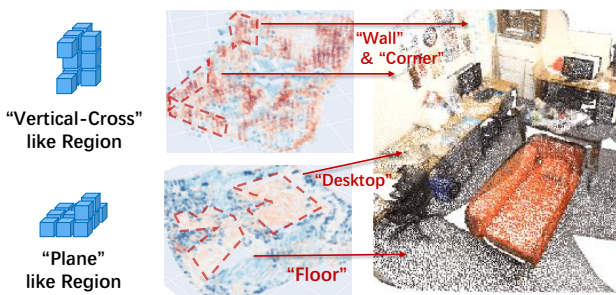 “Vertical-Cross”
like Region
“Wall”
& “Corner”
“Plane”
like Region
“Desktop”
“Floor”